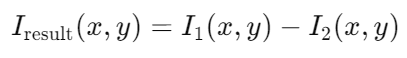 I_result(x, y) = I_1(x, y) − I_2(x, y)